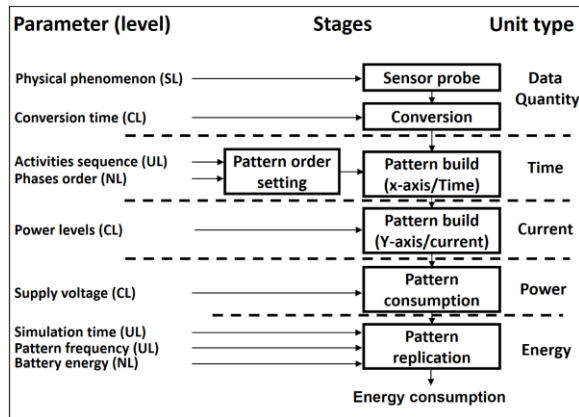 Parameter (level) Stages Unit type
Physical phenomenon (SL) Sensor probe Data
Quantity
Conversion time (CL) Conversion
Activities sequence (UL) Pattern order Pattern build Time
Phases order (NL) setting (x-axis/Time)
Power levels (CL) Pattern build Current
(Y-axis/current)
Supply voltage (CL) Pattern Power
consumption
Simulation time (UL)
Pattern frequency (UL) Pattern Energy
Battery energy (NL) replication
Energy consumption